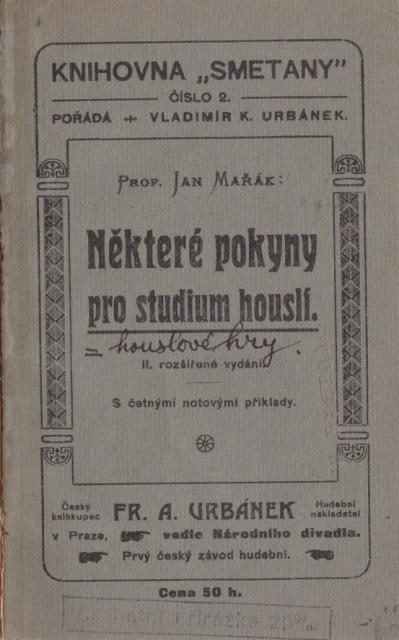 KNIHOVNA „SMETANY”
ČÍSLO 2.
POŘÁDÁ ✢ VLADIMÍR K. URBÁNEK.
PROF. JAN MAŘÁK:
Některé pokyny
pro studium houslí.
= houslové hry.
II. rozšířené vydání.
S četnými notovými příklady.
Český knihkupec
FR. A. URBÁNEK
Hudební nakladatel
v Praze, vedle Národního divadla.
Prvý český závod hudební.
Cena 50 h.
přirážka